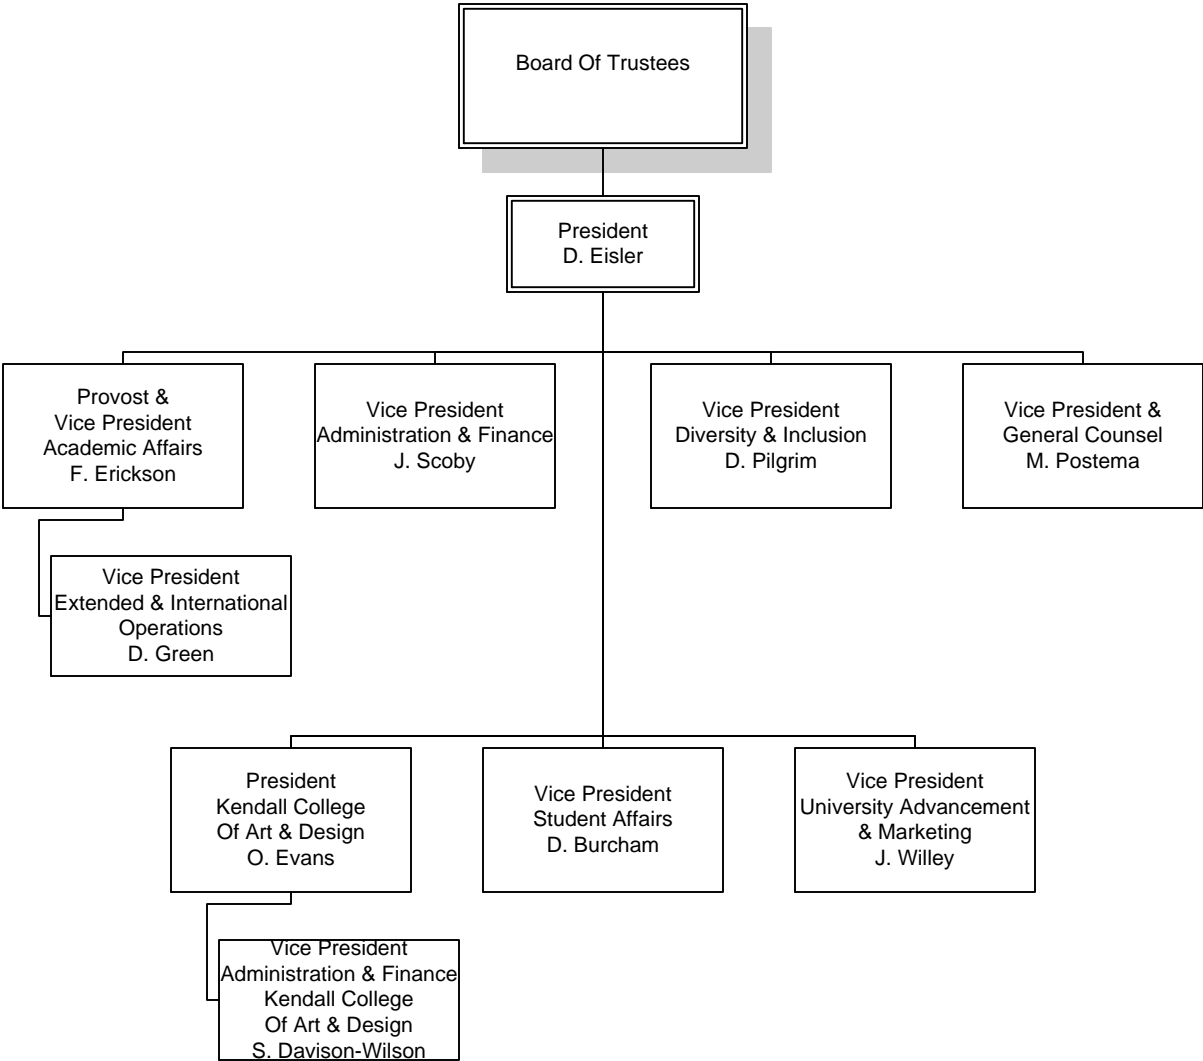 Board Of Trustees
President
D. Eisler
Provost &
Vice President
Academic Affairs
F. Erickson
Vice President
Administration & Finance
J. Scoby
Vice President
Diversity & Inclusion
D. Pilgrim
Vice President &
General Counsel
M. Postema
Vice President
Extended & International
Operations
D. Green
President
Kendall College
Of Art & Design
O. Evans
Vice President
Student Affairs
D. Burcham
Vice President
University Advancement
& Marketing
J. Willey
Vice President
Administration & Finance
Kendall College
Of Art & Design
S. Davison-Wilson